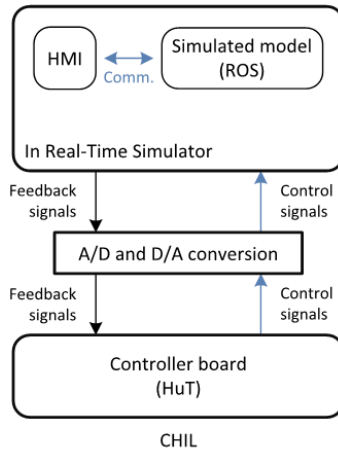 HMI
Comm.
Simulated model
(ROS)
In Real-Time Simulator
Feedback
signals
Control
signals
A/D and D/A conversion
Feedback
signals
Control
signals
Controller board
(HuT)
CHIL